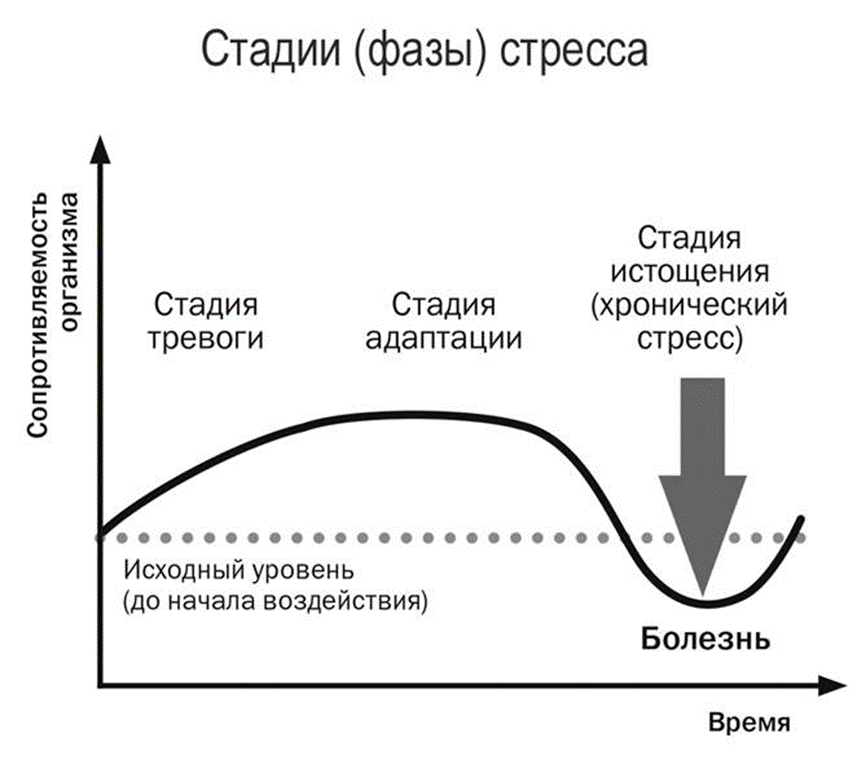 Стадии (фазы) стресса
Сопротивляемость
организма
Стадия
тревоги
Стадия
адаптации
Стадия
истощения
(хронический
стресс)
Исходный уровень
(до начала воздействия)
Болезнь
Время